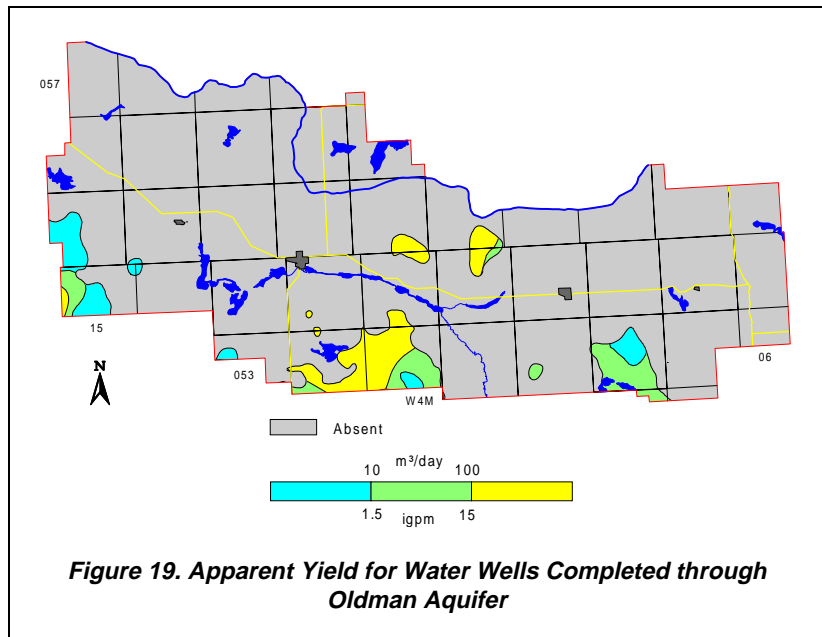 057
15
053
06
N
W4M
Absent
m³/day
10 100
1.5 15
igpm
Figure 19. Apparent Yield for Water Wells Completed through
Oldman Aquifer